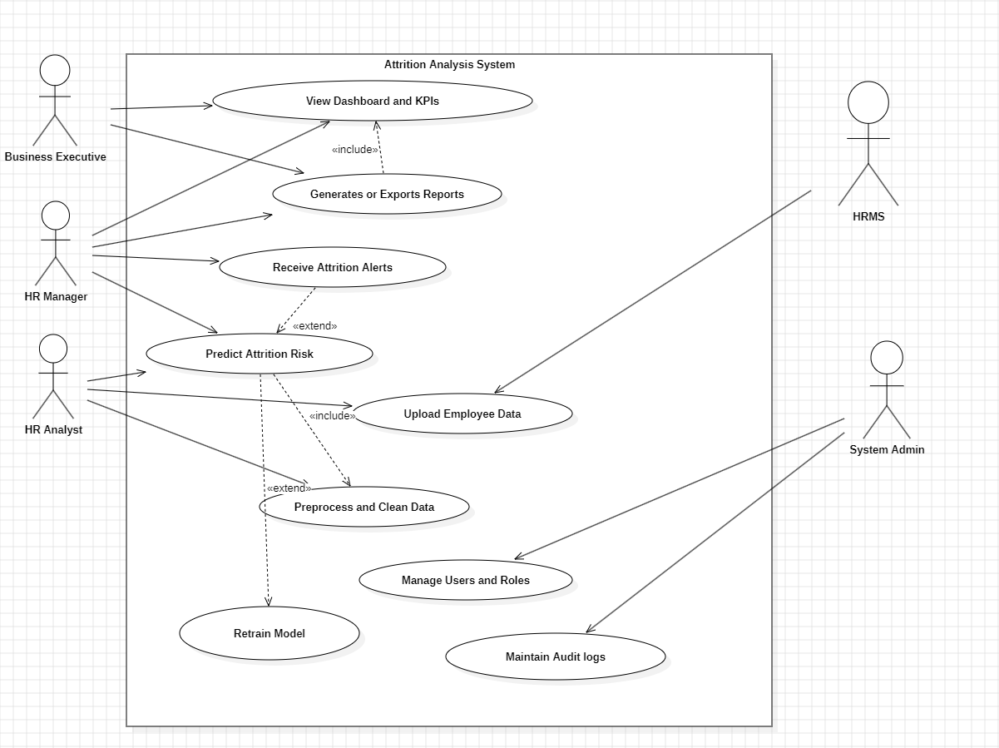 Attrition Analysis System
View Dashboard and KPIs
«include»
Business Executive
Generates or Exports Reports
HRMS
Receive Attrition Alerts
HR Manager
«extend»
Predict Attrition Risk
«include»
Upload Employee Data
HR Analyst
System Admin
«extend»
Preprocess and Clean Data
Manage Users and Roles
Retrain Model
Maintain Audit logs